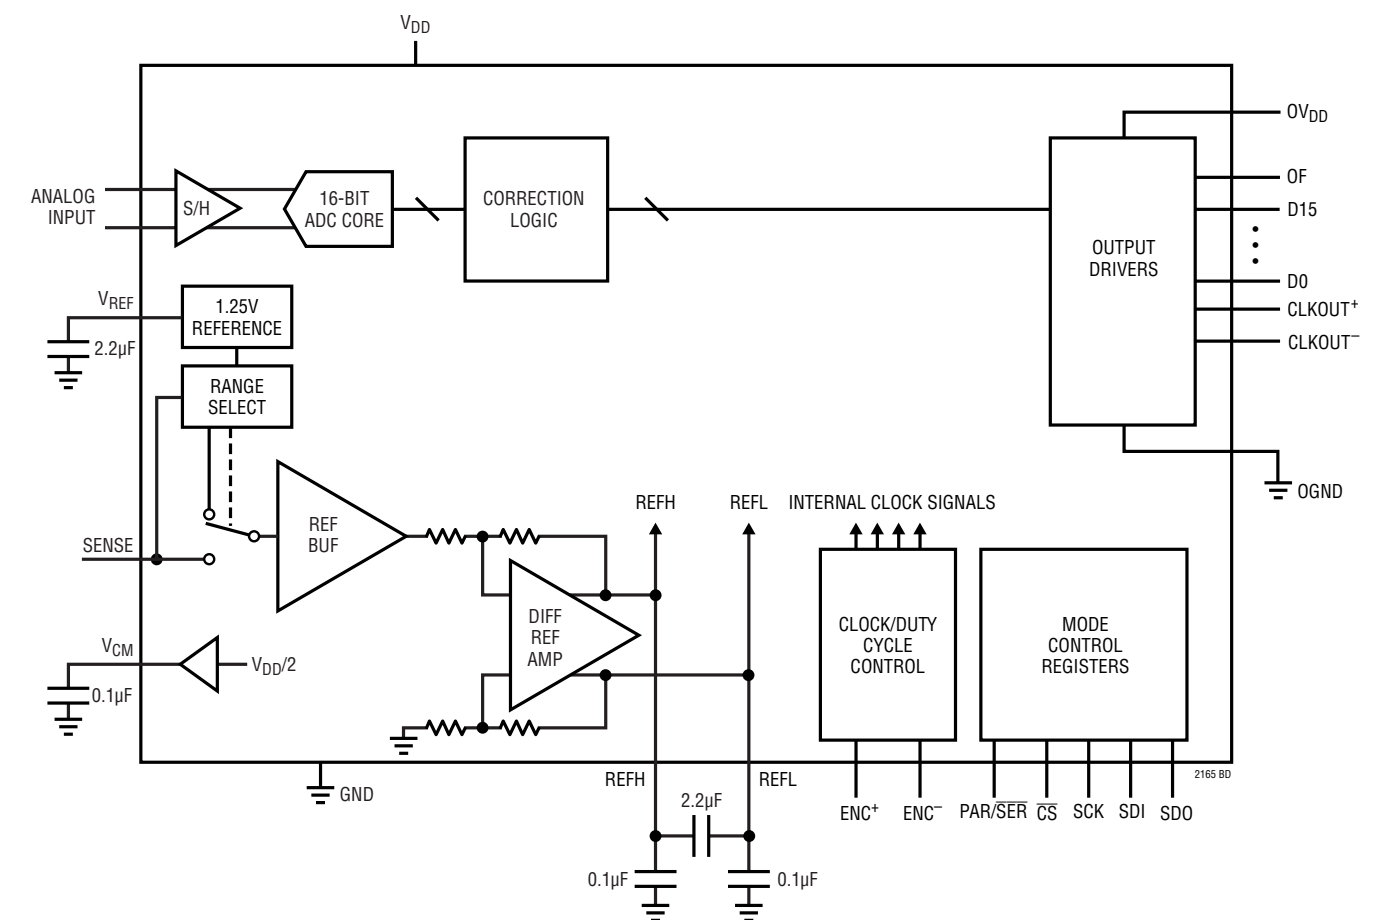 VDD
OVDD
OF
D15
D0
CLKOUT+
CLKOUT–
OGND
ANALOG
INPUT
S/H
16-BIT
ADC CORE
CORRECTION
LOGIC
OUTPUT
DRIVERS
VREF
2.2µF
1.25V
REFERENCE
RANGE
SELECT
SENSE
REF
BUF
REFH
REFL
INTERNAL CLOCK SIGNALS
DIFF
REF
AMP
CLOCK/DUTY
CYCLE
CONTROL
MODE
CONTROL
REGISTERS
VCM
0.1µF
VDD/2
GND
REFH
REFL
2.2µF
0.1µF
0.1µF
ENC+
ENC–
PAR/S̅E̅R̅
C̅S̅
SCK
SDI
SDO
2165 BD